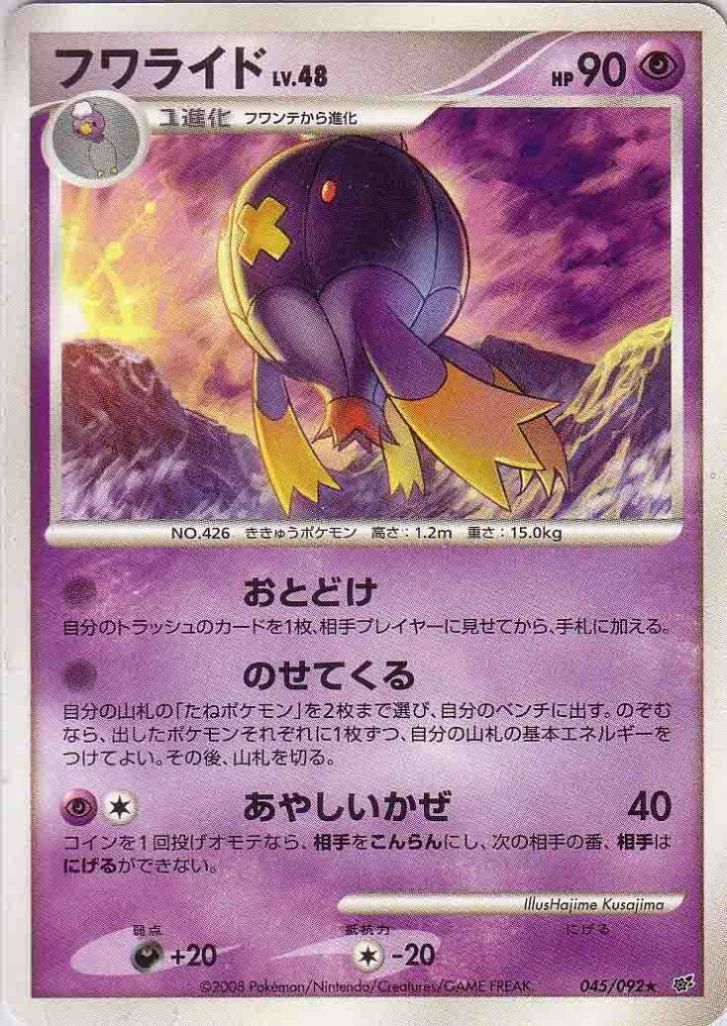 フワライド LV.48 HP 90
1進化 フワンテから進化
NO.426 ききゅうポケモン 高さ：1.2m 重さ：15.0kg
おとどけ
自分のトラッシュのカードを1枚、相手プレイヤーに見せてから、手札に加える。
のせてくる
自分の山札の「たねポケモン」を2枚まで選び、自分のベンチに出す。のぞむ
なら、出したポケモンそれぞれに1枚ずつ、自分の山札の基本エネルギーを
つけてよい。その後、山札を切る。
あやしいかぜ 40
コインを1回投げオモテなら、相手をこんらんにし、次の相手の番、相手は
にげるができない。
IllusHajime Kusajima
弱点 抵抗力 にげる
+20 -20
©2008 Pokémon/Nintendo/Creatures/GAME FREAK. 045/092★